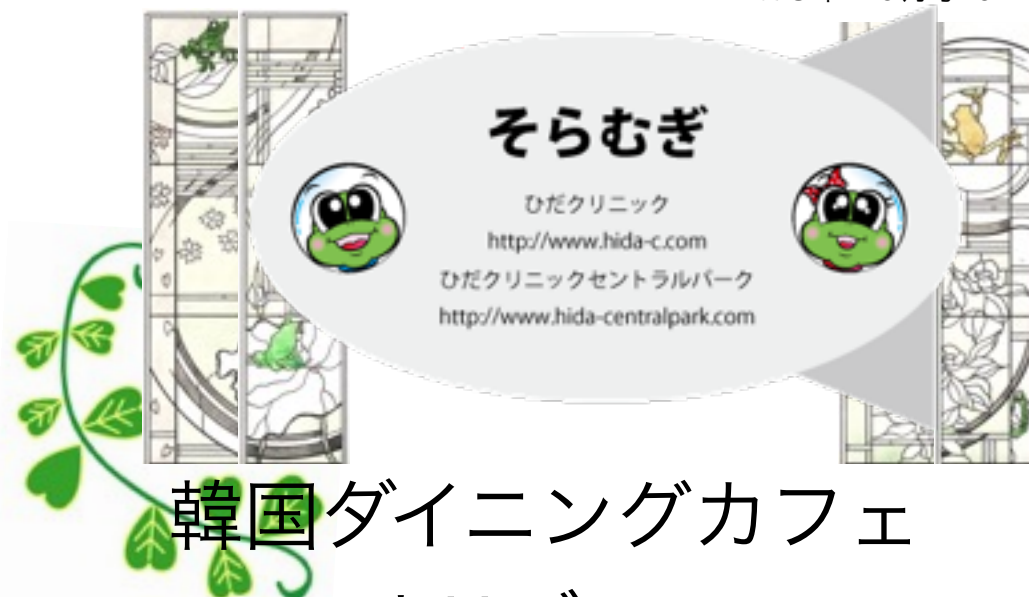 そらむぎ
ひだクリニック
http://www.hida-c.com
ひだクリニックセントラルパーク
http://www.hida-centralpark.com
韓国ダイニングカフェ